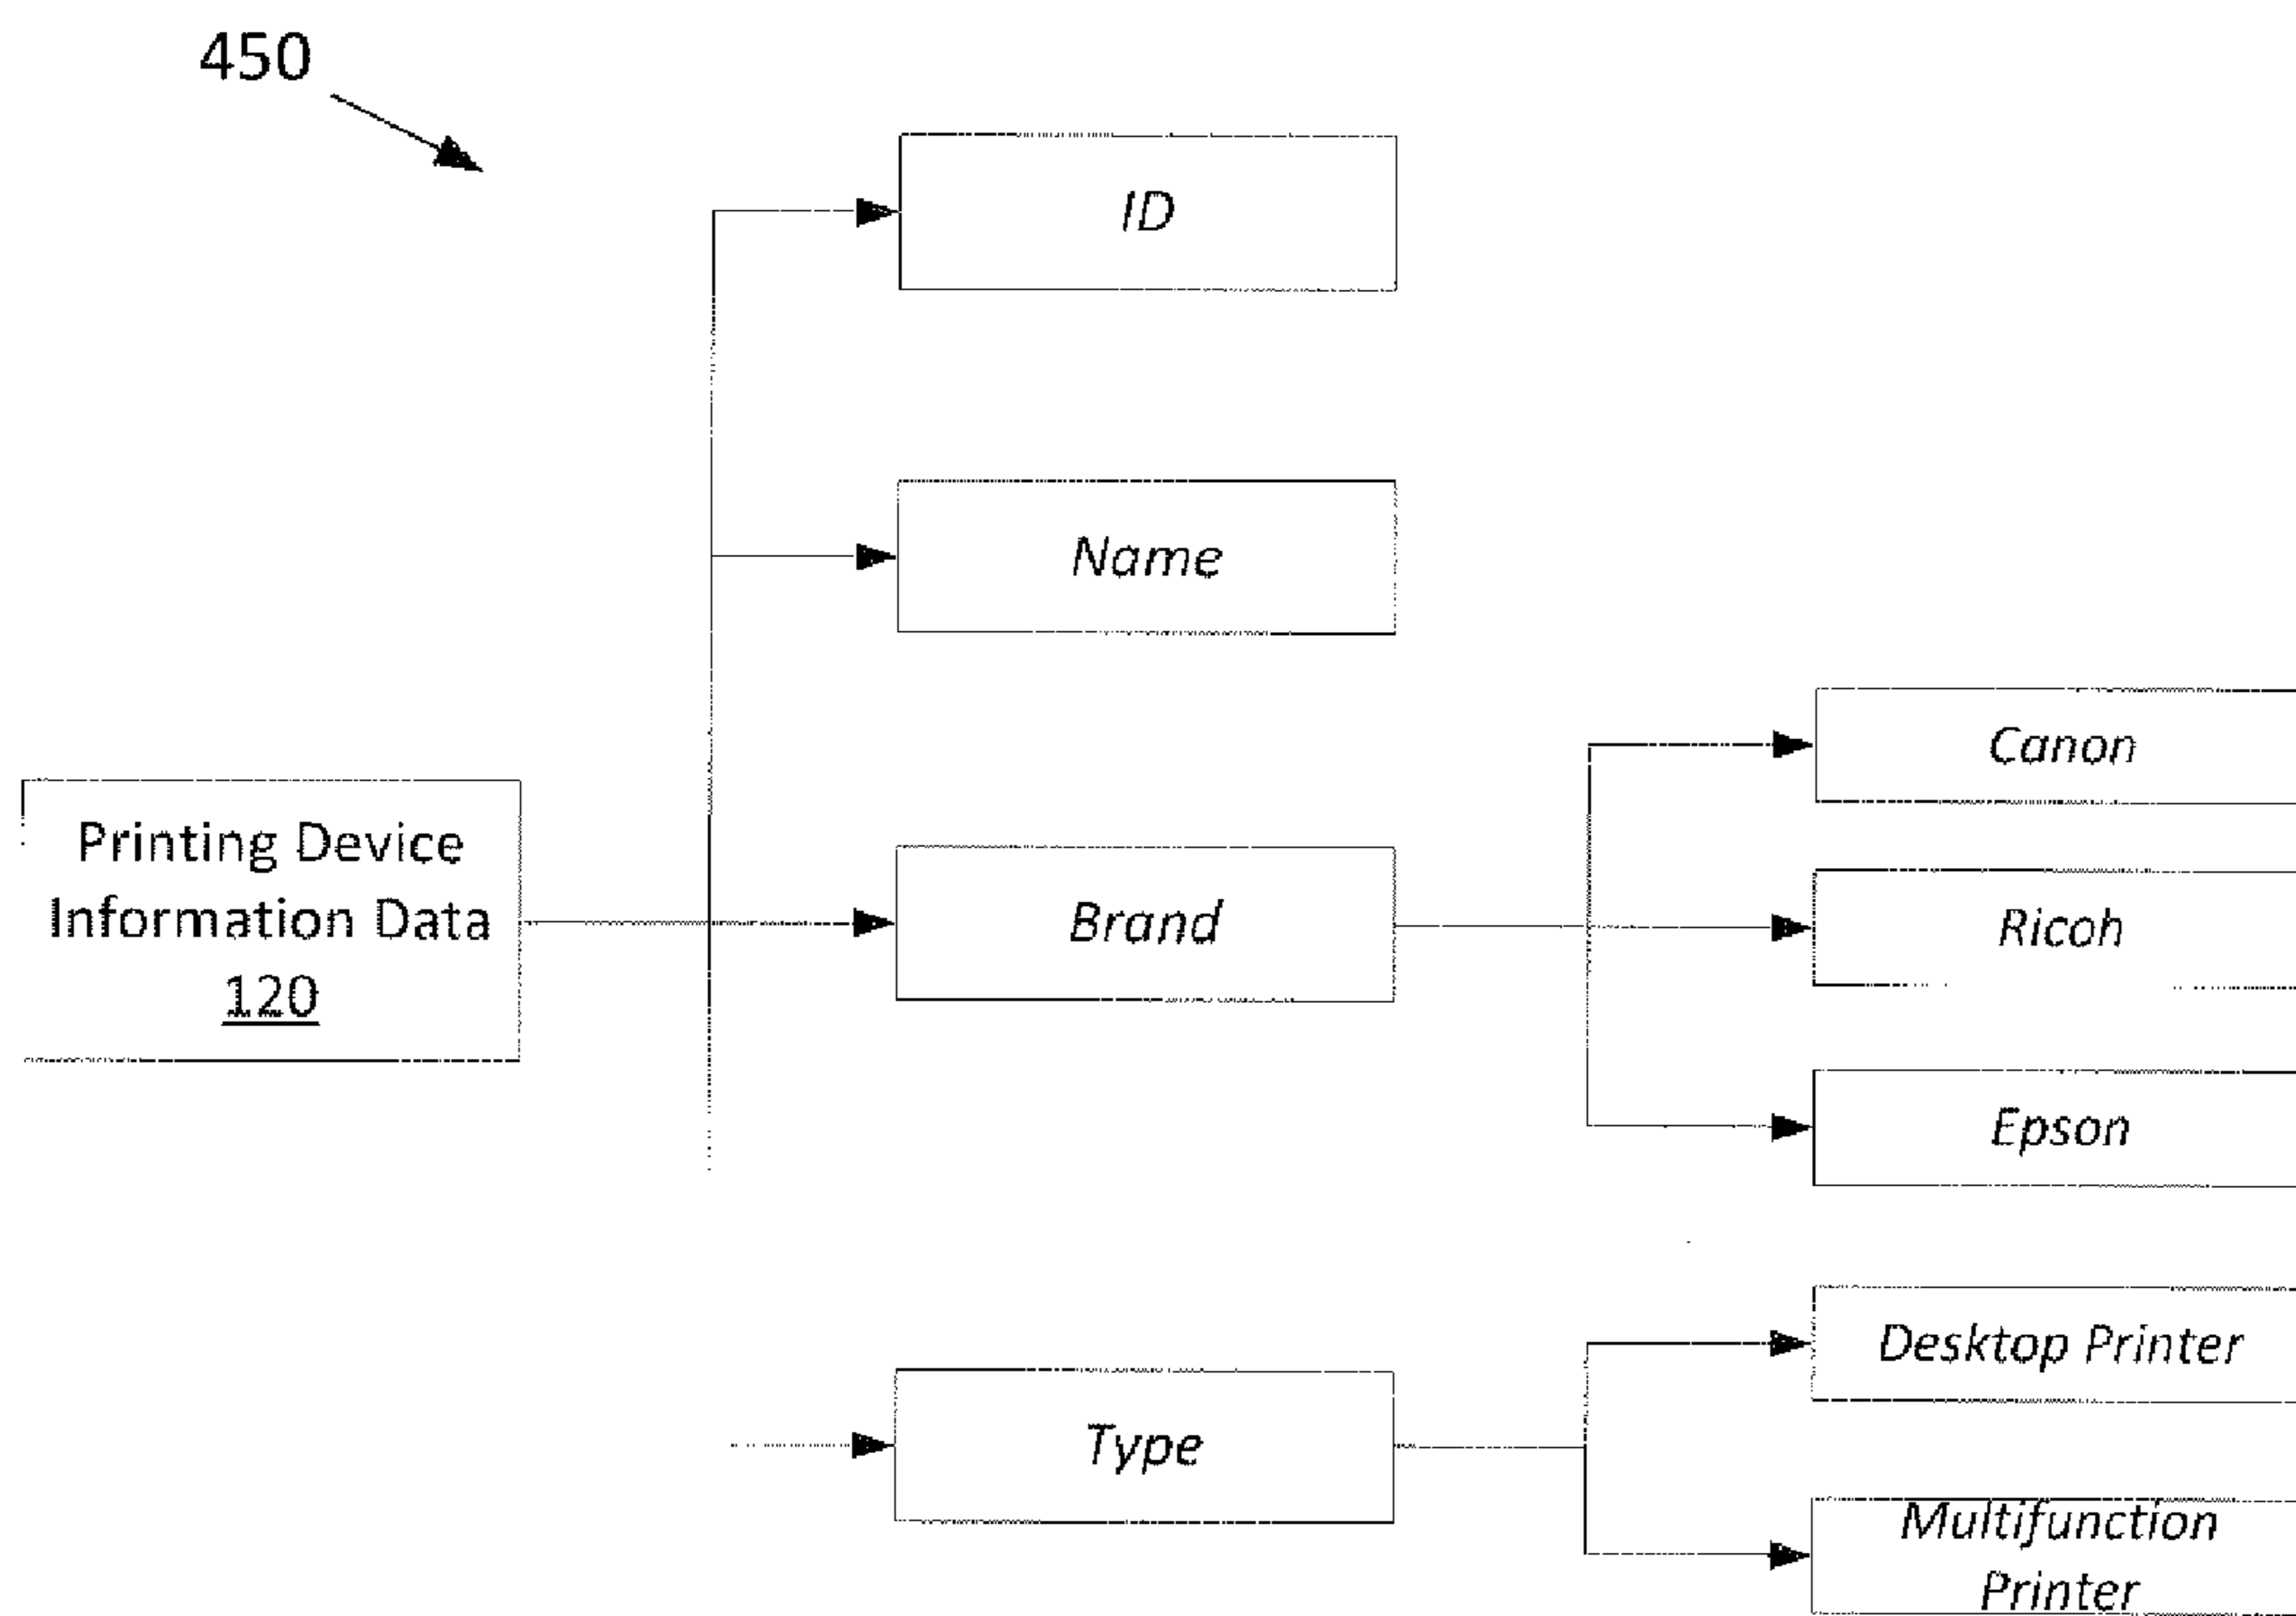 450
ID
Name
Canon
Printing Device
Information Data
120
Brand
Ricoh
Epson
Desktop Printer
Type
Multifunction
Printer